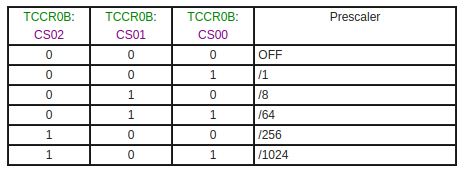 TCCR0B: TCCR0B: TCCR0B: Prescaler
CS02 CS01 CS00
0 0 0 OFF
0 0 1 /1
0 1 0 /8
0 1 1 /64
1 0 0 /256
1 0 1 /1024